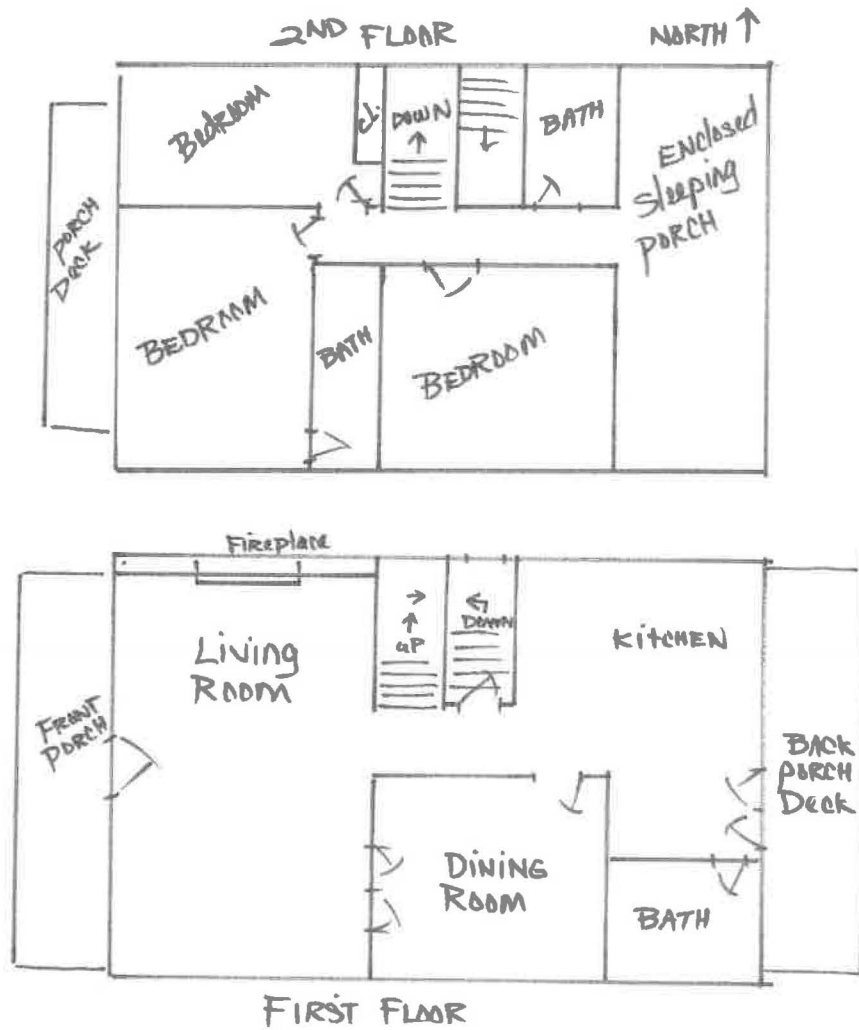 2ND FLOOR
NORTH
Bedroom
CL.
DOWN
BATH
ENclosed
sleeping
PORCH
PORCH
Deck
BEDROOM
BATH
BEDROOM
Fireplace
Living
Room
UP
DOWN
KITCHEN
FRONT
PORCH
BACK
PORCH
Deck
DINING
ROOM
BATH
FIRST FLOOR